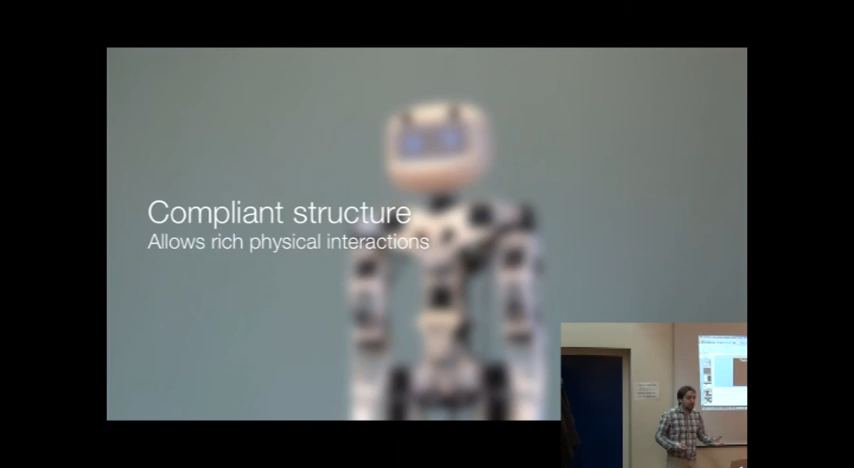 Compliant structure
Allows rich physical interactions